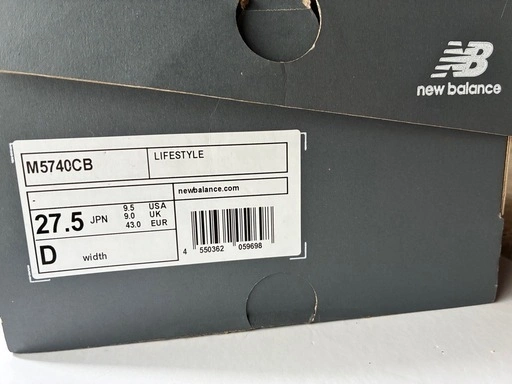 new balance
M5740CB
LIFESTYLE
newbalance.com
27.5 JPN
9.5 USA
9.0 UK
43.0 EUR
D width
4 550362 059698